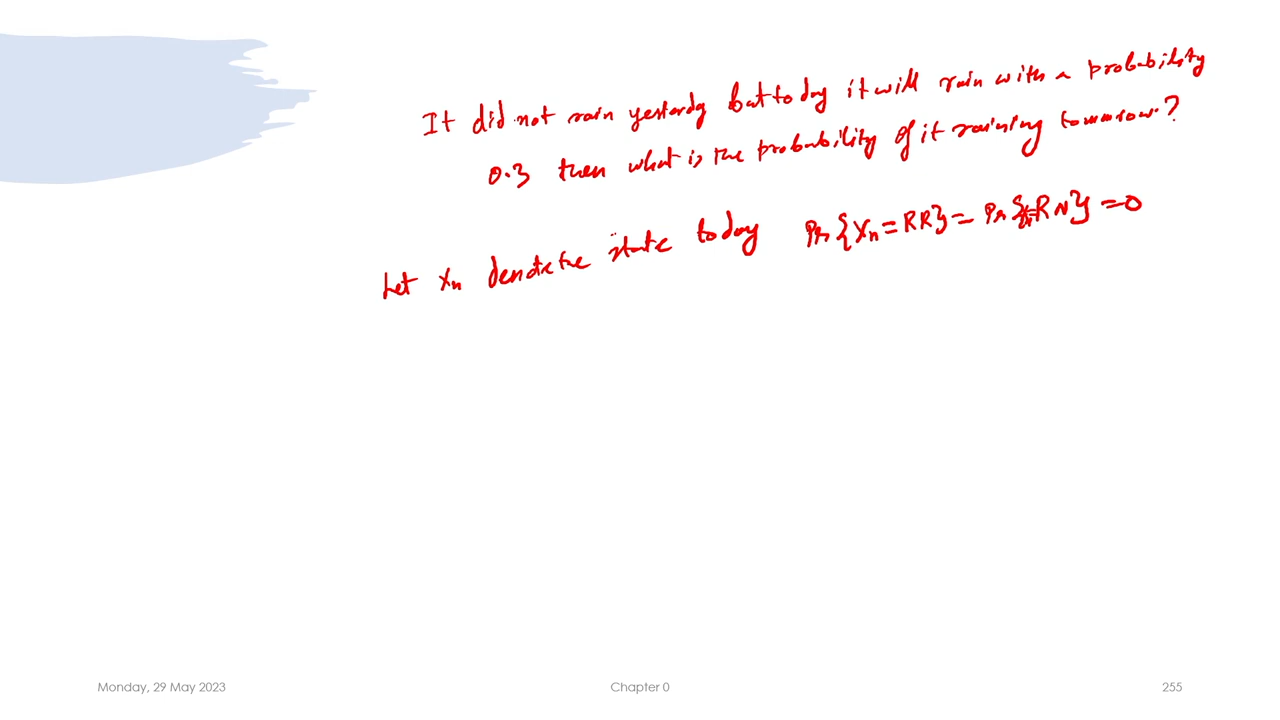 It did not rain yesterday but today it will rain with a probability
0.3 then what is the probability of it raining tomorrow?
Let Xn denote the state today Pr{Xn=RR}= Pr{Xn=RN}=0
Monday, 29 May 2023 Chapter 0 255